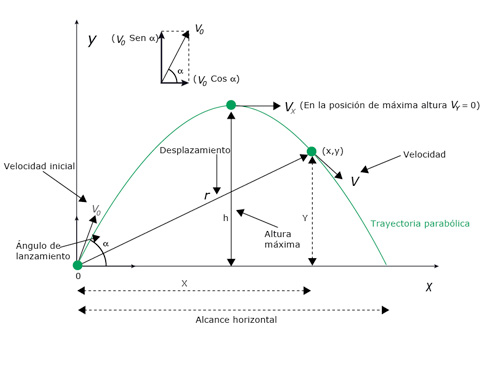 y
V₀
(V₀ Sen α)
α
(V₀ Cos α)
Vₓ (En la posición de máxima altura Vᵧ = 0)
Desplazamiento
(x,y)
Velocidad
Velocidad inicial
V
r
V₀
h
Y
Trayectoria parabólica
Ángulo de
lanzamiento
α
Altura
máxima
0
X
x
Alcance horizontal